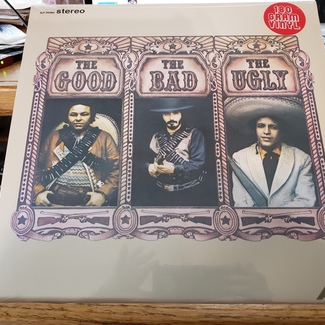 stereo
180
GRAM
VINYL
THE THE THE
GOOD BAD UGLY